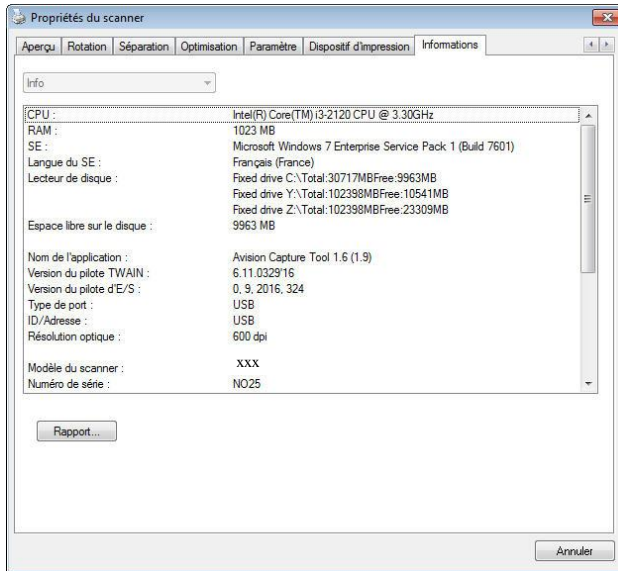 Propriétés du scanner
Aperçu Rotation Séparation Optimisation Paramètre Dispositif d'impression Informations
Info
CPU : Intel(R) Core(TM) i3-2120 CPU @ 3.30GHz
RAM : 1023 MB
SE : Microsoft Windows 7 Enterprise Service Pack 1 (Build 7601)
Langue du SE : Français (France)
Lecteur de disque : Fixed drive C:\Total:30717MBFree:9963MB
Fixed drive Y:\Total:102398MBFree:10541MB
Fixed drive Z:\Total:102398MBFree:23309MB
Espace libre sur le disque : 9963 MB
Nom de l'application : Avision Capture Tool 1.6 (1.9)
Version du pilote TWAIN : 6.11.0329'16
Version du pilote d'E/S : 0, 9, 2016, 324
Type de port : USB
ID/Adresse : USB
Résolution optique : 600 dpi
Modèle du scanner : XXX
Numéro de série : NO25
Rapport...
Annuler